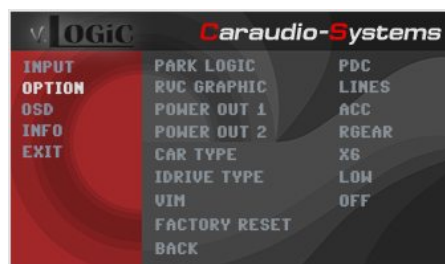 v.LOGiC Caraudio-Systems
INPUT PARK LOGIC PDC
OPTION RVC GRAPHIC LINES
OSD POWER OUT 1 ACC
INFO POWER OUT 2 RGEAR
EXIT CAR TYPE X6
IDRIVE TYPE LOW
VIM OFF
FACTORY RESET
BACK